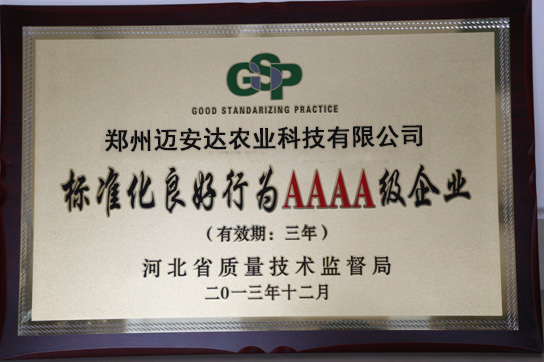 GSP
GOOD STANDARIZING PRACTICE
郑州迈安达农业科技有限公司
标准化良好行为AAAA级企业
(有效期：三年)
河北省质量技术监督局
二〇一三年十二月